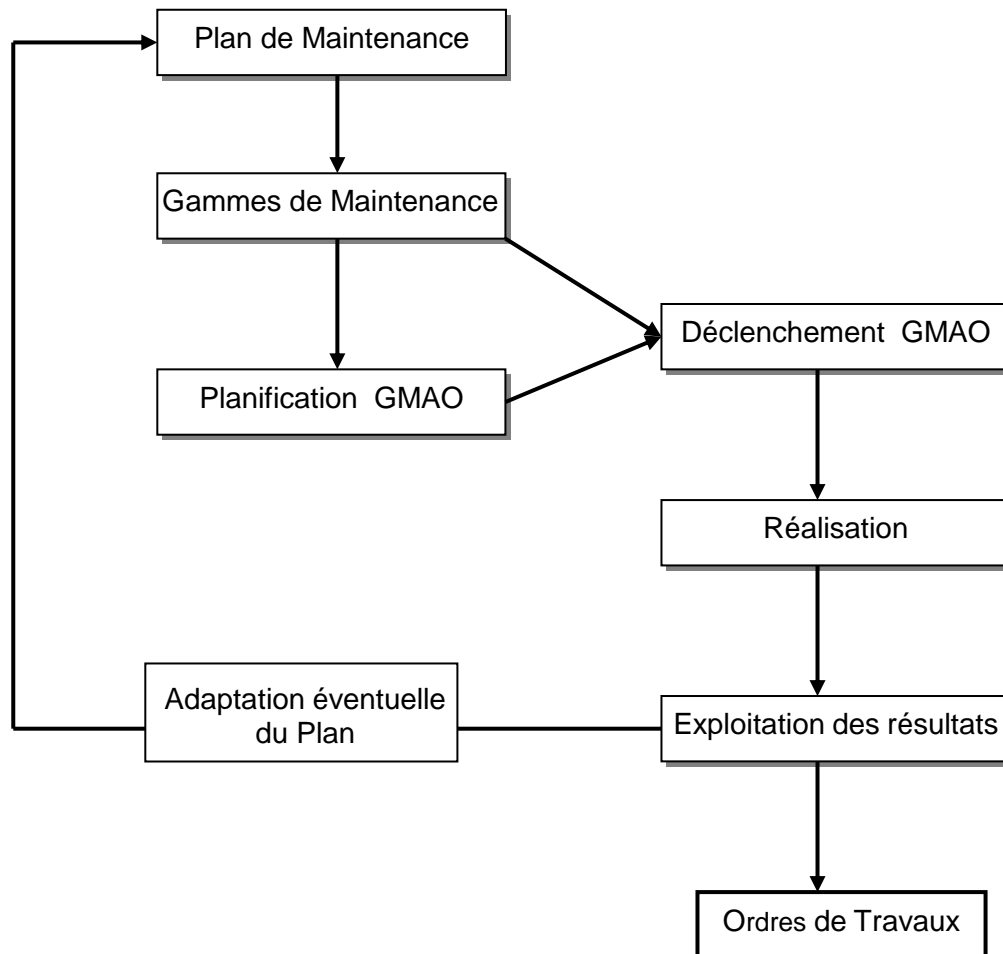 Plan de Maintenance
Gammes de Maintenance
Déclenchement GMAO
Planification GMAO
Réalisation
Adaptation éventuelle
du Plan
Exploitation des résultats
Ordres de Travaux